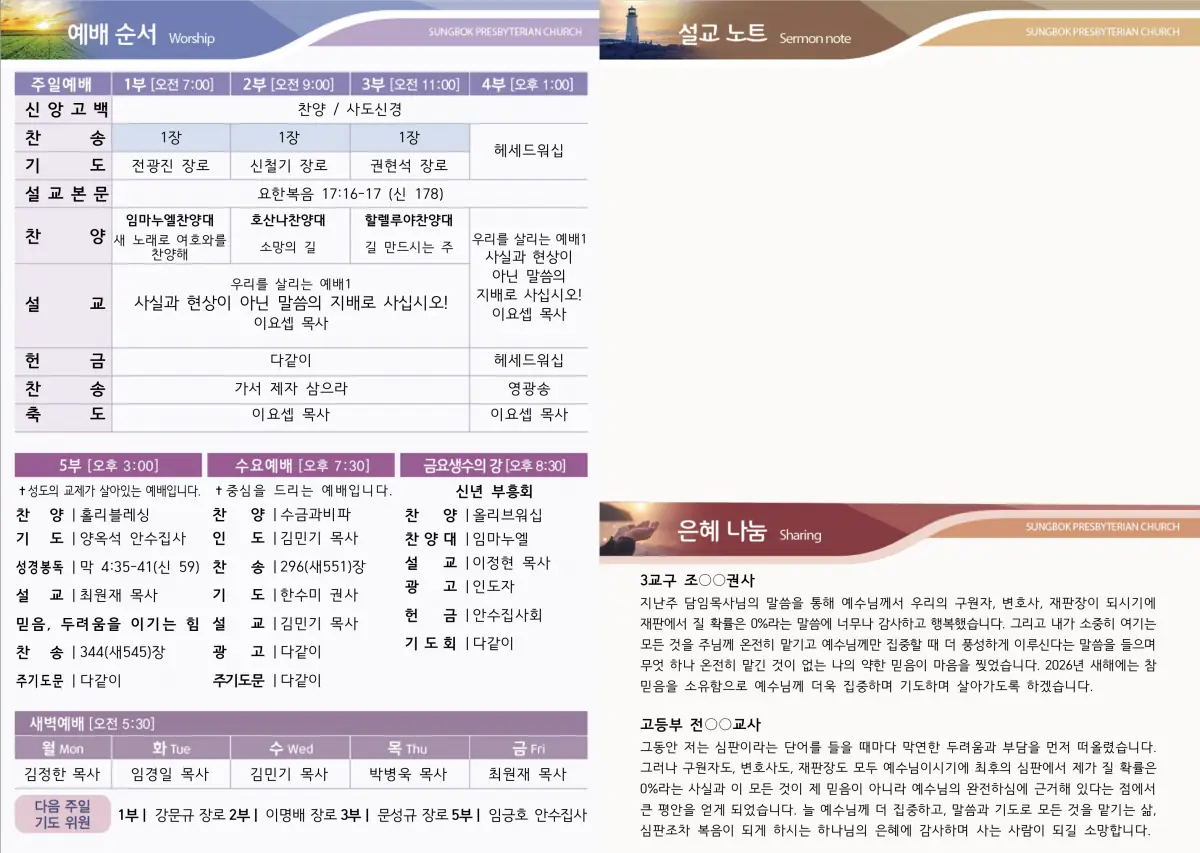 예배 순서 Worship
SUNGBOK PRESBYTERIAN CHURCH
주일예배 1부 [오전 7:00] 2부 [오전 9:00] 3부 [오전 11:00] 4부 [오후 1:00]
신앙고백 찬양 / 사도신경
찬 송 1장 1장 1장
헤세드워십
기 도 전광진 장로 신철기 장로 권현석 장로
설교본문 요한복음 17:16-17 (신 178)
찬 양
임마누엘찬양대 호산나찬양대 할렐루야찬양대
새 노래로 여호와를
찬양해
소망의 길
길 만드시는 주
우리를 살리는 예배1
사실과 현상이
아닌 말씀의
지배로 사십시오!
이요셉 목사
설 교
우리를 살리는 예배1
사실과 현상이 아닌 말씀의 지배로 사십시오!
이요셉 목사
헌 금 다같이 헤세드워십
찬 송 가서 제자 삼으라 영광송
축 도 이요셉 목사 이요셉 목사
5부 [오후 3:00]
✝성도의 교제가 살아있는 예배입니다.
찬 양 | 홀리블레싱
기 도 | 양옥석 안수집사
성경봉독 | 막 4:35-41(신 59)
설 교 | 최원재 목사
믿음, 두려움을 이기는 힘
찬 송 | 344(새545)장
주기도문 | 다같이
수요예배 [오후 7:30]
✝중심을 드리는 예배입니다.
찬 양 | 수금과비파
인 도 | 김민기 목사
찬 송 | 296(새551)장
기 도 | 한수미 권사
설 교 | 김민기 목사
광 고 | 다같이
주기도문 | 다같이
금요생수의 강 [오후 8:30]
신년 부흥회
찬 양 | 올리브워십
찬 양 대 | 임마누엘
설 교 | 이정현 목사
광 고 | 인도자
헌 금 | 안수집사회
기 도 회 | 다같이
새벽예배 [오전 5:30]
월 Mon 화 Tue 수 Wed 목 Thu 금 Fri
김정한 목사 임경일 목사 김민기 목사 박병욱 목사 최원재 목사
다음 주일
기도 위원
1부 | 강문규 장로 2부 | 이명배 장로 3부 | 문성규 장로 5부 | 임긍호 안수집사
설교 노트 Sermon note
SUNGBOK PRESBYTERIAN CHURCH
은혜 나눔 Sharing
SUNGBOK PRESBYTERIAN CHURCH
3교구 조○○권사
지난주 담임목사님의 말씀을 통해 예수님께서 우리의 구원자, 변호사, 재판장이 되시기에
재판에서 질 확률은 0%라는 말씀에 너무나 감사하고 행복했습니다. 그리고 내가 소중히 여기는
모든 것을 주님께 온전히 맡기고 예수님께만 집중할 때 더 풍성하게 이루신다는 말씀을 들으며
무엇 하나 온전히 맡긴 것이 없는 나의 약한 믿음이 마음을 찢었습니다. 2026년 새해에는 참
믿음을 소유함으로 예수님께 더욱 집중하며 기도하며 살아가도록 하겠습니다.
고등부 전○○교사
그동안 저는 심판이라는 단어를 들을 때마다 막연한 두려움과 부담을 먼저 떠올렸습니다.
그러나 구원자도, 변호사도, 재판장도 모두 예수님이시기에 최후의 심판에서 제가 질 확률은
0%라는 사실과 이 모든 것이 제 믿음이 아니라 예수님의 완전하심에 근거해 있다는 점에서
큰 평안을 얻게 되었습니다. 늘 예수님께 더 집중하고, 말씀과 기도로 모든 것을 맡기는 삶,
심판조차 복음이 되게 하시는 하나님의 은혜에 감사하며 사는 사람이 되길 소망합니다.